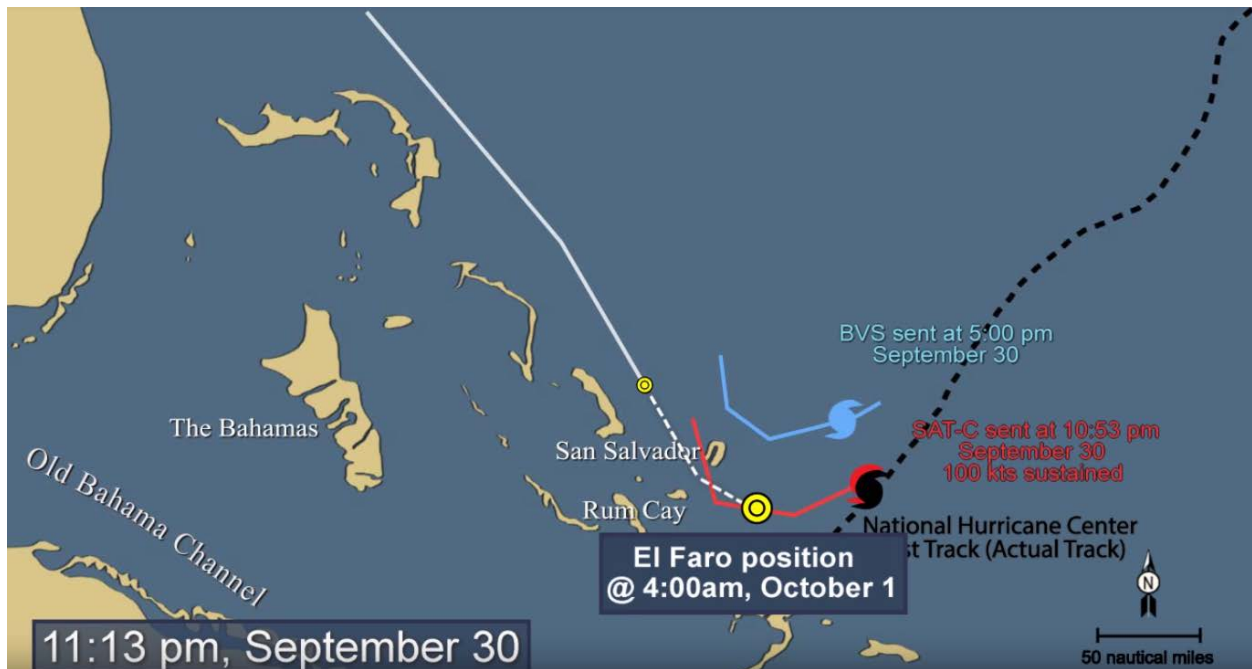 BVS sent at 5:00 pm
September 30
The Bahamas
San Salvador
SAT-C sent at 10:53 pm
September 30
100 kts sustained
Old Bahama Channel
Rum Cay
National Hurricane Center
st Track (Actual Track)
El Faro position
@ 4:00am, October 1
N
11:13 pm, September 30
50 nautical miles